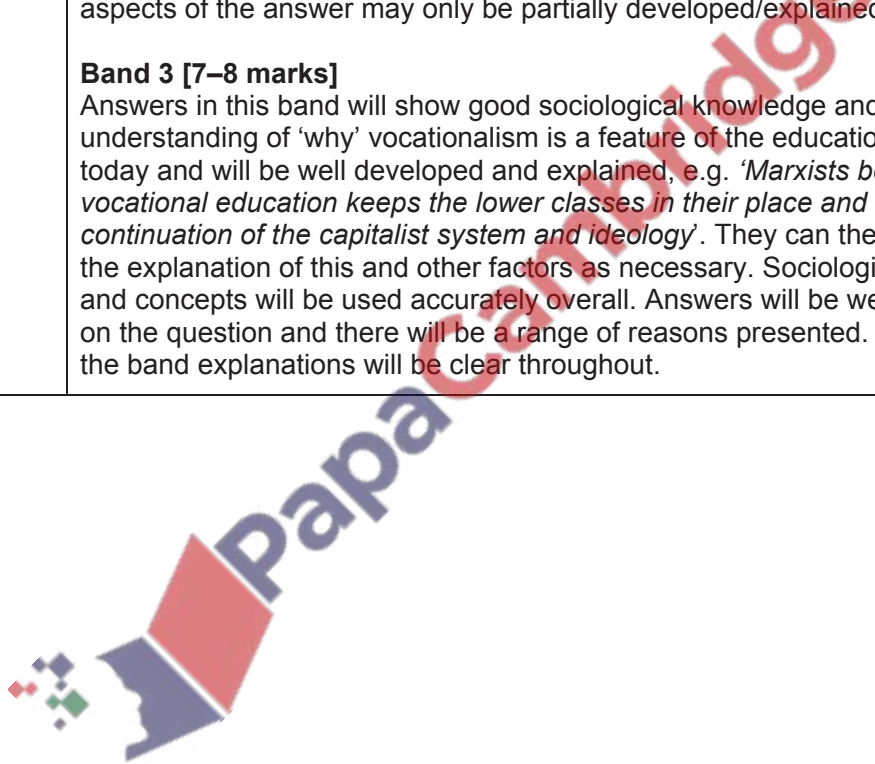 aspects of the answer may only be partially developed/explained
Band 3 [7–8 marks]
Answers in this band will show good sociological knowledge and
understanding of ‘why’ vocationalism is a feature of the educatio
today and will be well developed and explained, e.g. ‘Marxists be
vocational education keeps the lower classes in their place and
continuation of the capitalist system and ideology’. They can the
the explanation of this and other factors as necessary. Sociologi
and concepts will be used accurately overall. Answers will be we
on the question and there will be a range of reasons presented.
the band explanations will be clear throughout.
PapaCambridge